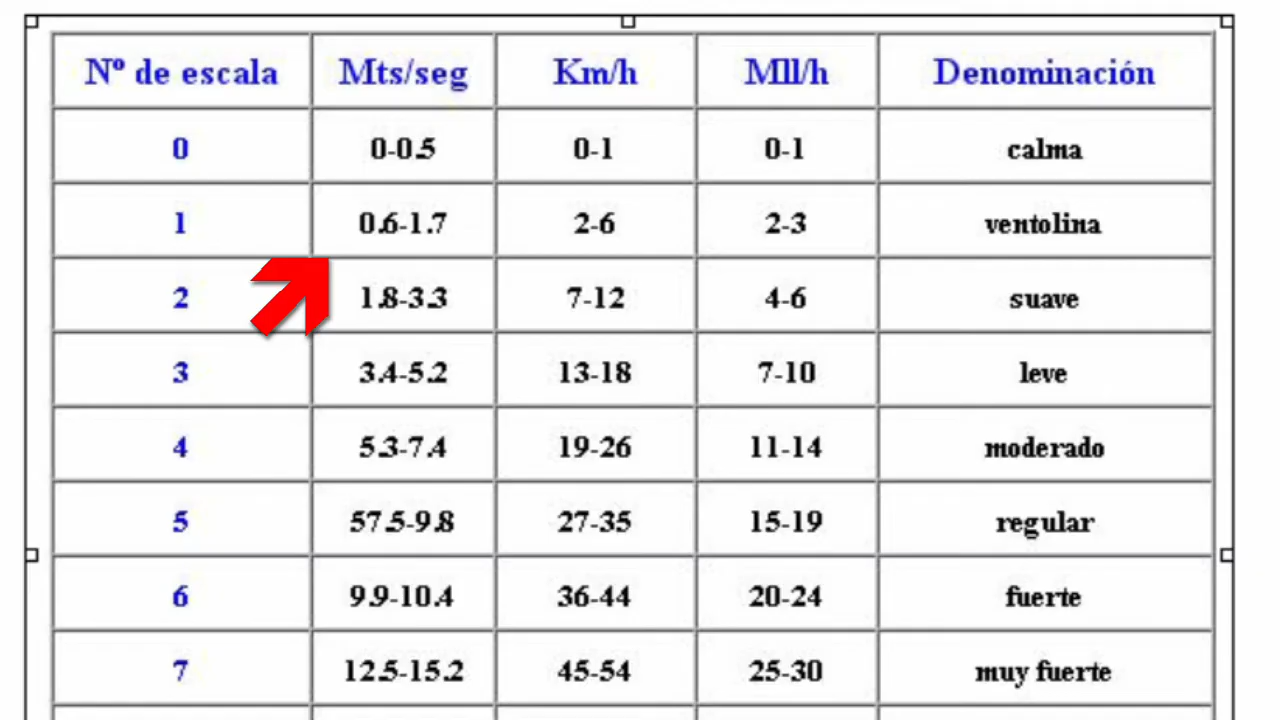 Nº de escala Mts/seg Km/h Mll/h Denominación
0 0-0.5 0-1 0-1 calma
1 0.6-1.7 2-6 2-3 ventolina
2 1.8-3.3 7-12 4-6 suave
3 3.4-5.2 13-18 7-10 leve
4 5.3-7.4 19-26 11-14 moderado
5 57.5-9.8 27-35 15-19 regular
6 9.9-10.4 36-44 20-24 fuerte
7 12.5-15.2 45-54 25-30 muy fuerte